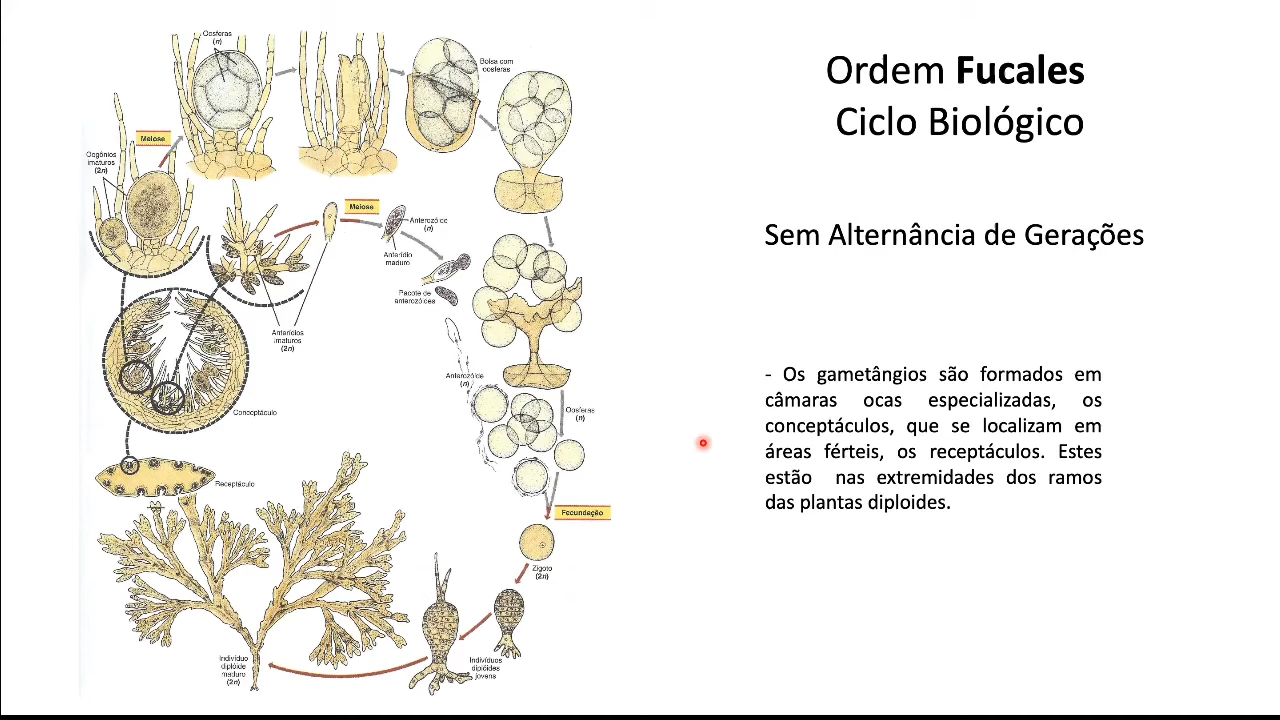 Ordem Fucales
Ciclo Biológico
Sem Alternância de Gerações
- Os gametângios são formados em
câmaras ocas especializadas, os
conceptáculos, que se localizam em
áreas férteis, os receptáculos. Estes
estão nas extremidades dos ramos
das plantas diploides.
Oosferas
(n)
Bolsa com
oosferas
Meiose
Oogônios
imaturos
(2n)
Meiose
Anterozóide
(n)
Anterídio
maduro
Pacote de
anterozóides
Anterídios
imaturos
(2n)
Anterozóide
(n)
Conceptáculo
Oosferas
(n)
Receptáculo
Fecundação
Zigoto
(2n)
Indivíduo
diplóide
maduro
(2n)
Indivíduos
diplóides
jovens